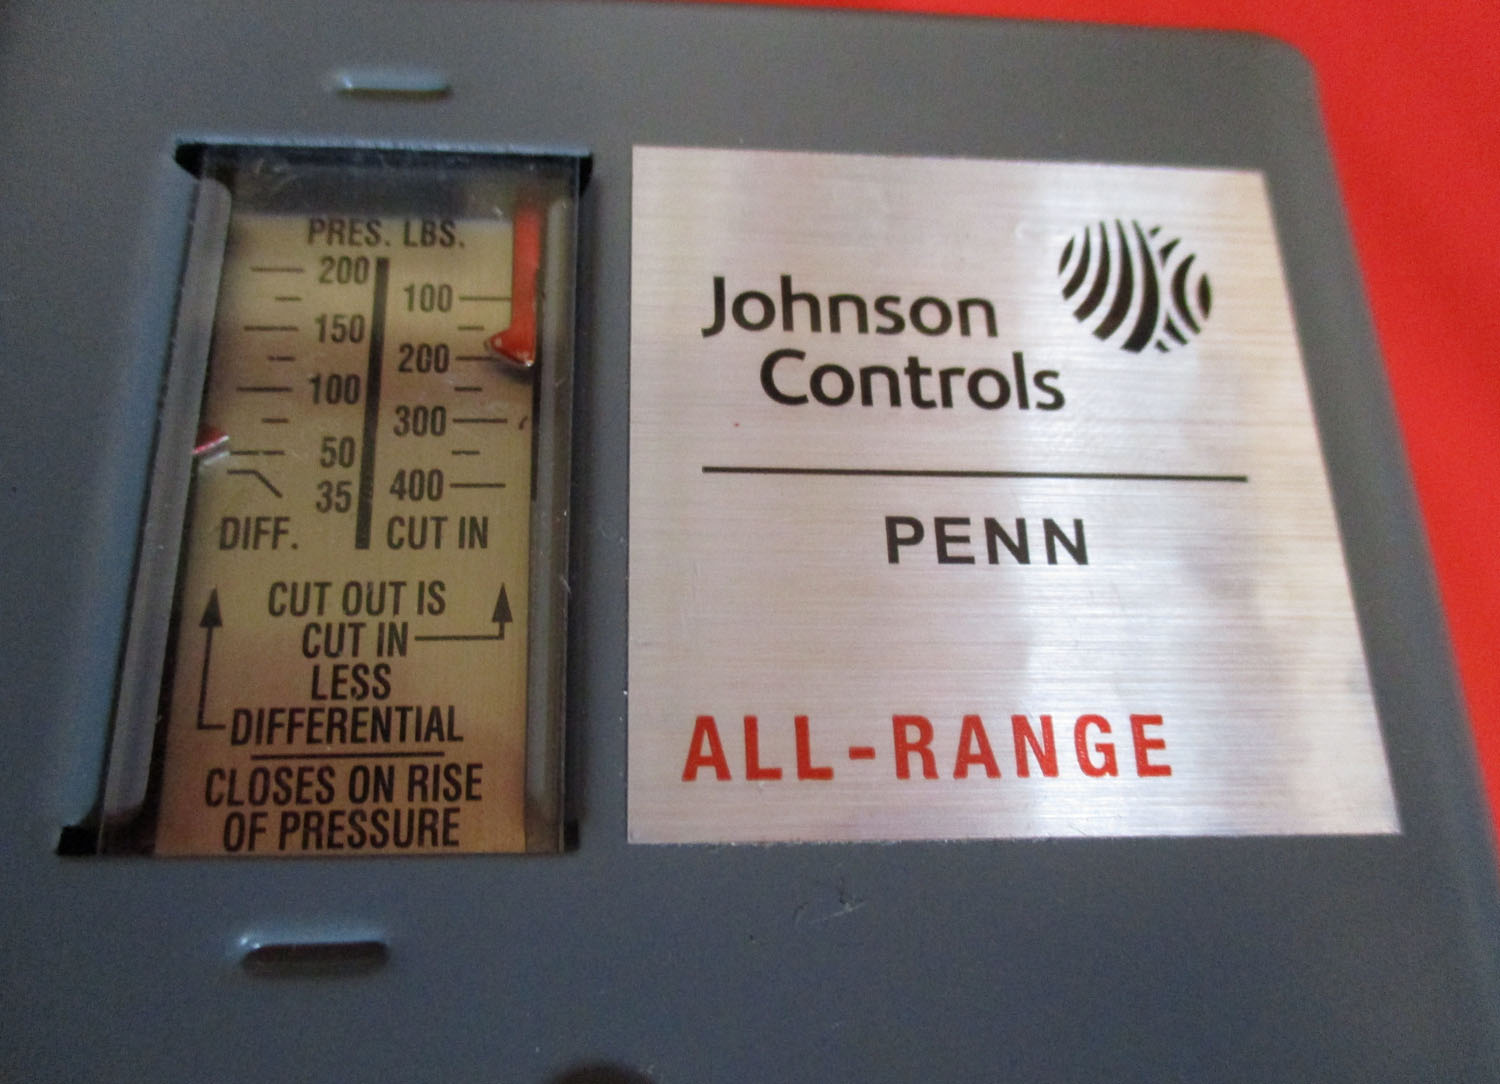 PRES. LBS.
200
100
150
200
100
300
50
400
35
DIFF.
CUT IN
CUT OUT IS
CUT IN
LESS
DIFFERENTIAL
CLOSES ON RISE
OF PRESSURE
Johnson
Controls
PENN
ALL-RANGE